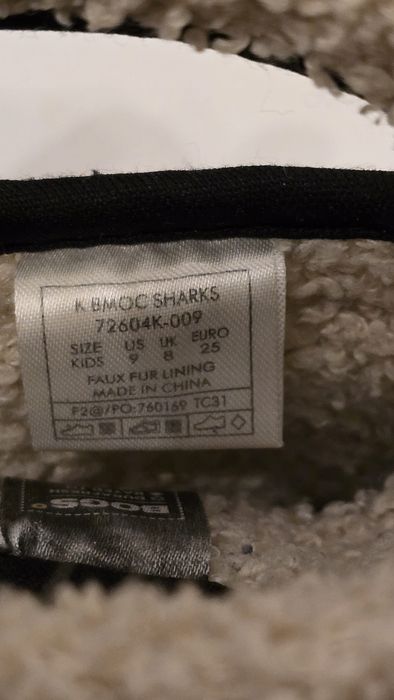 K BMOC SHARKS
72604K-009
SIZE US UK EURO
KIDS 9 8 25
FAUX FUR LINING
MADE IN CHINA
F2@/PO:760169 TC31
BOGS